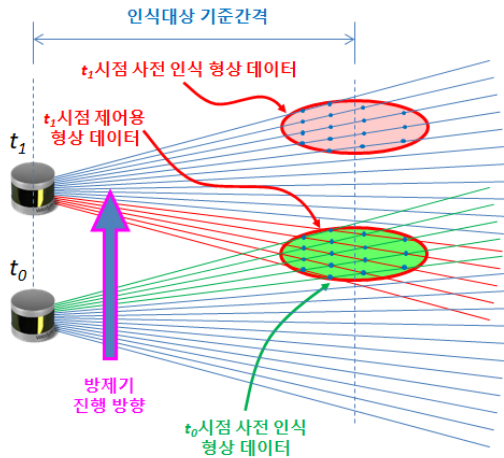 인식대상 기준간격
t1시점 사전 인식 형상 데이터
t1시점 제어용
형상 데이터
t1
t0
방제기
진행 방향
t0시점 사전 인식
형상 데이터